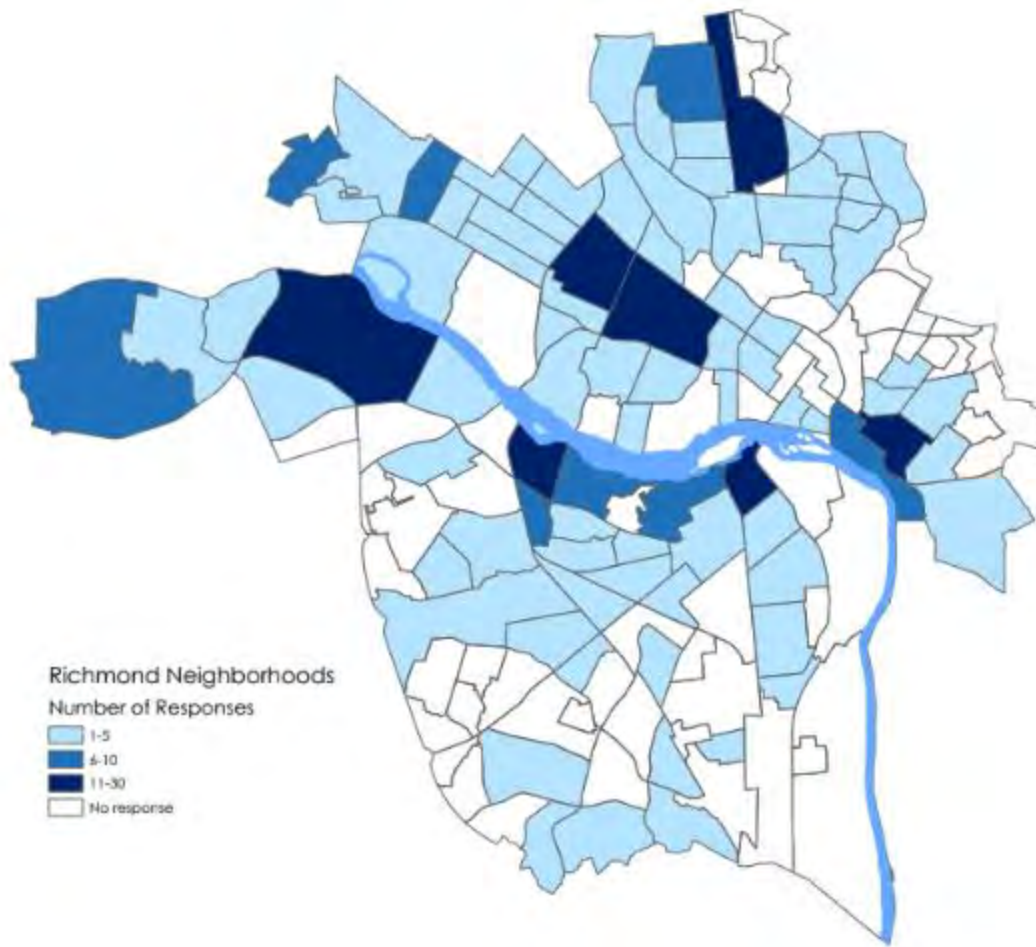 Richmond Neighborhoods
Number of Responses
1-5
6-10
11-30
No response